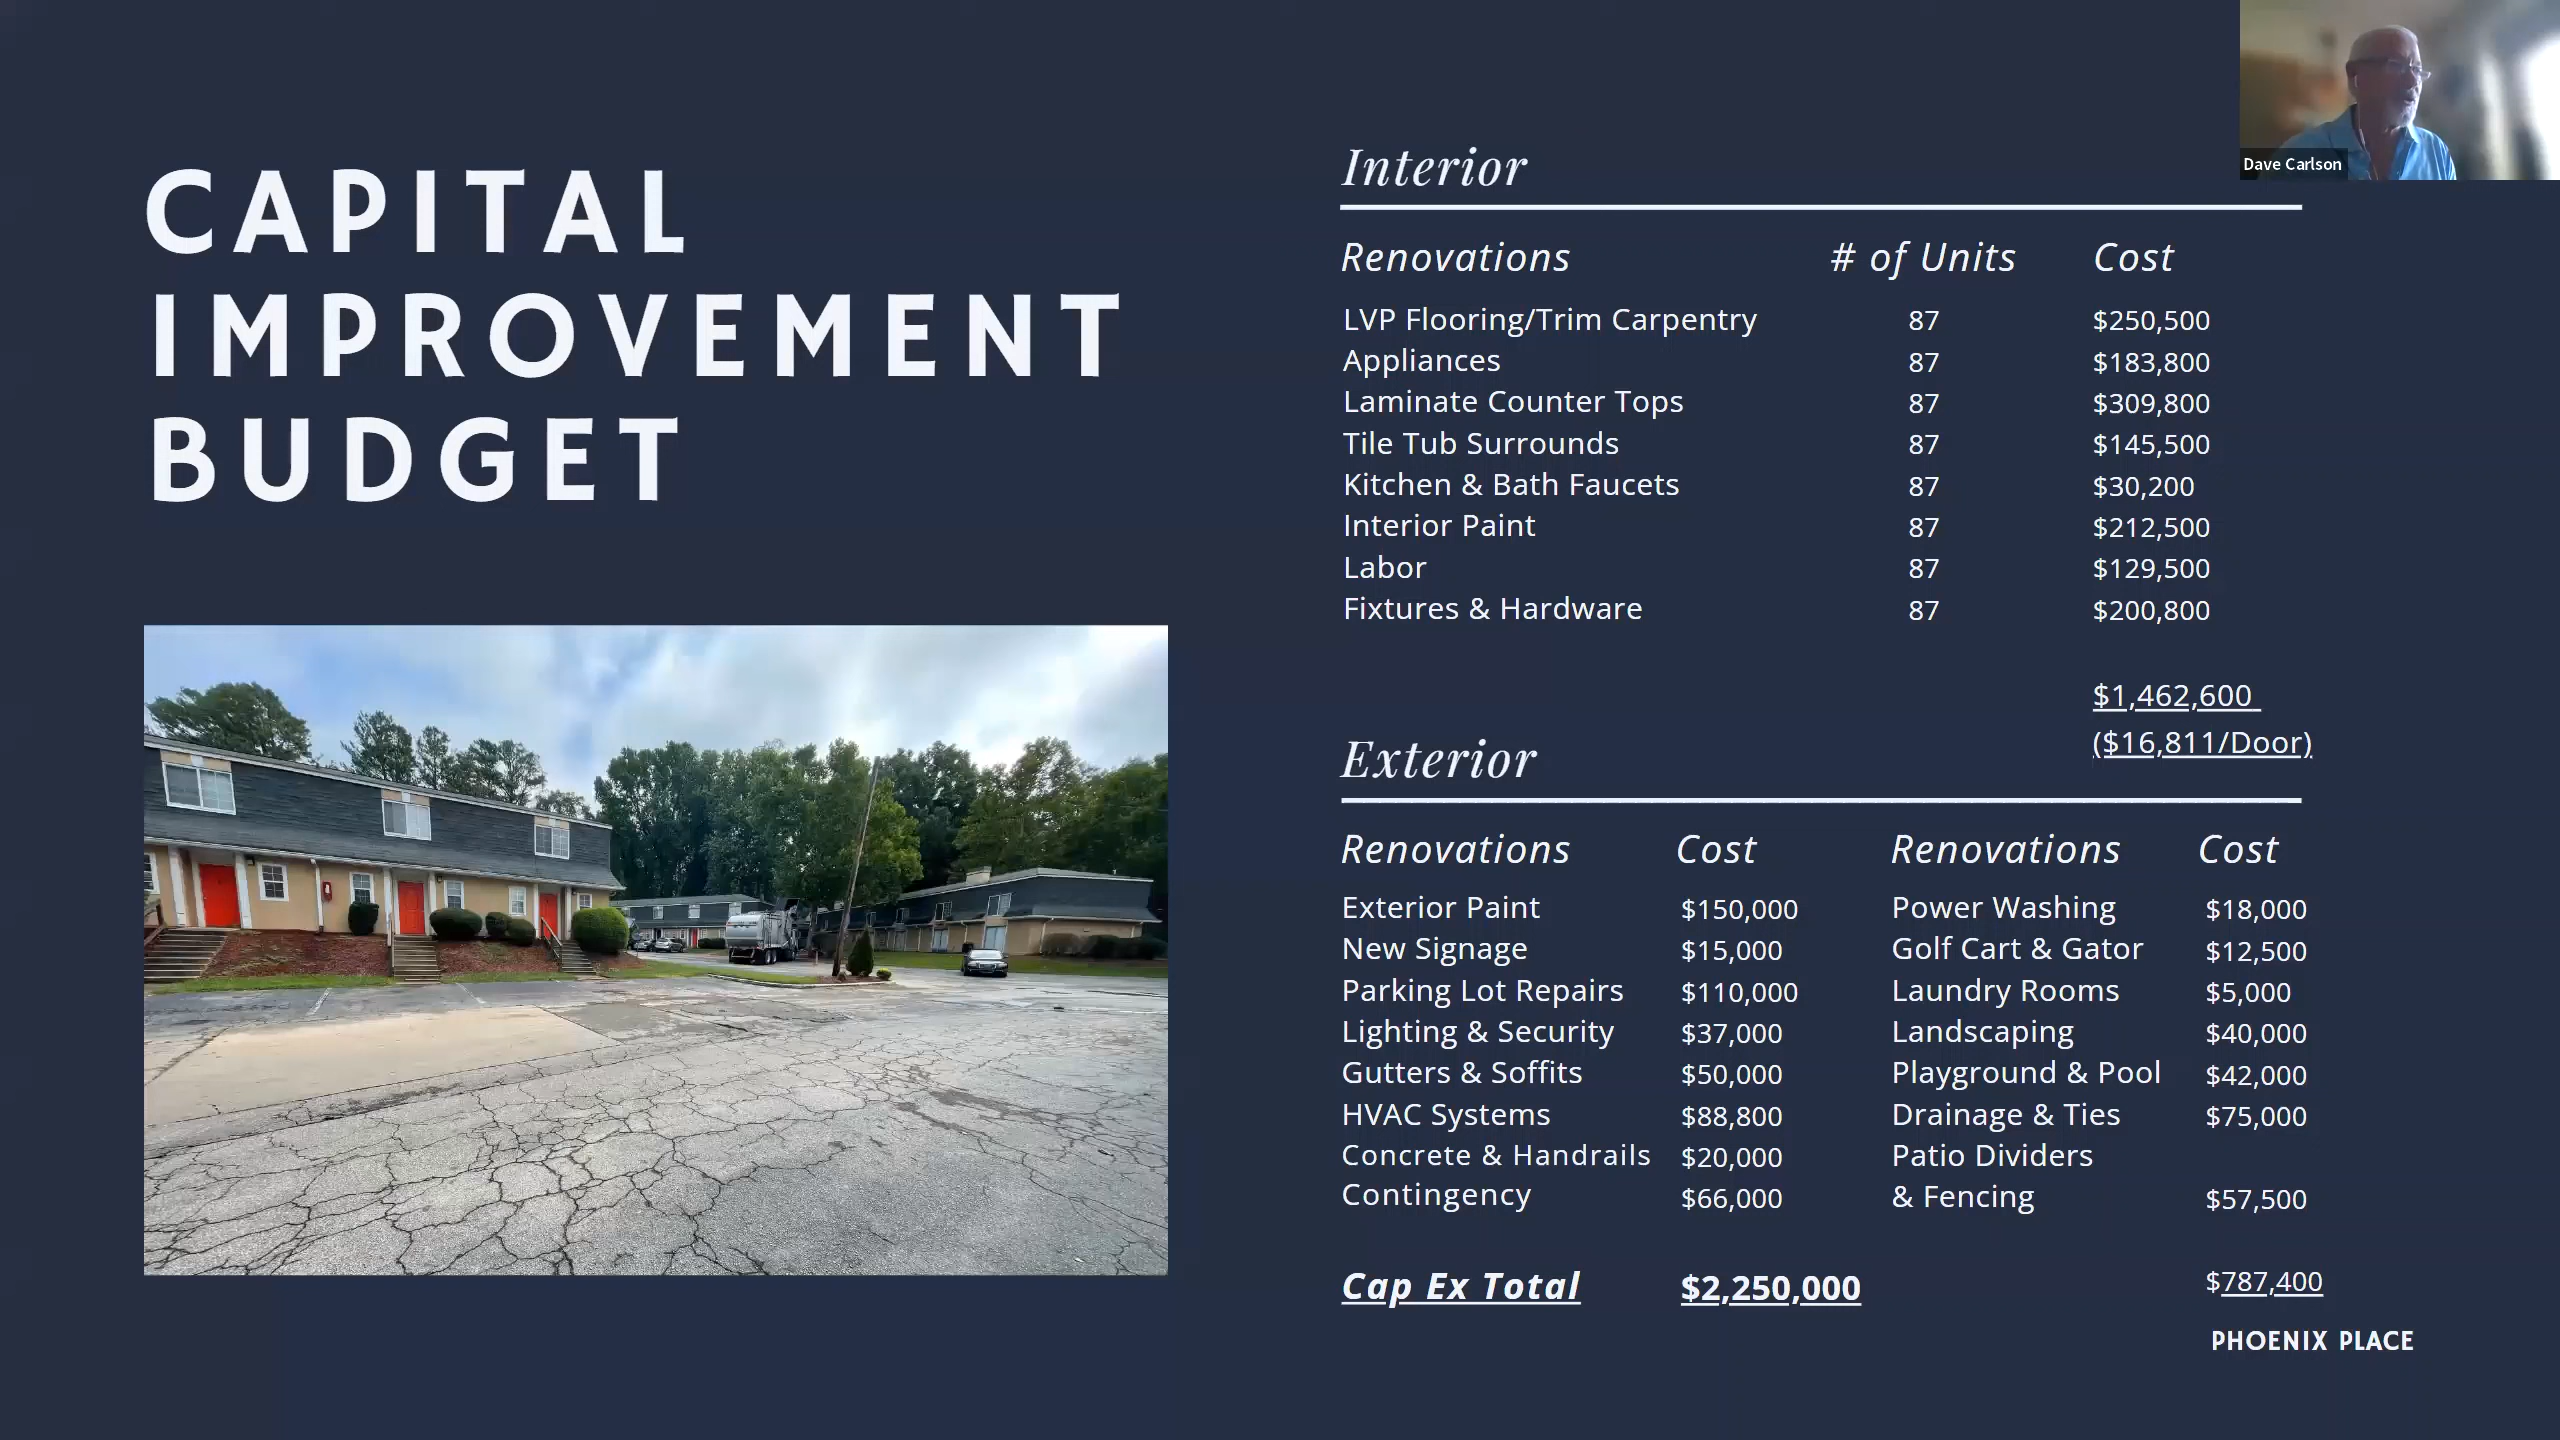 Dave Carlson
CAPITAL
IMPROVEMENT
BUDGET
Interior
Renovations # of Units Cost
LVP Flooring/Trim Carpentry 87 $250,500
Appliances 87 $183,800
Laminate Counter Tops 87 $309,800
Tile Tub Surrounds 87 $145,500
Kitchen & Bath Faucets 87 $30,200
Interior Paint 87 $212,500
Labor 87 $129,500
Fixtures & Hardware 87 $200,800
$1,462,600
($16,811/Door)
Exterior
Renovations Cost Renovations Cost
Exterior Paint $150,000 Power Washing $18,000
New Signage $15,000 Golf Cart & Gator $12,500
Parking Lot Repairs $110,000 Laundry Rooms $5,000
Lighting & Security $37,000 Landscaping $40,000
Gutters & Soffits $50,000 Playground & Pool $42,000
HVAC Systems $88,800 Drainage & Ties $75,000
Concrete & Handrails $20,000 Patio Dividers
Contingency $66,000 & Fencing $57,500
Cap Ex Total $2,250,000 $787,400
PHOENIX PLACE